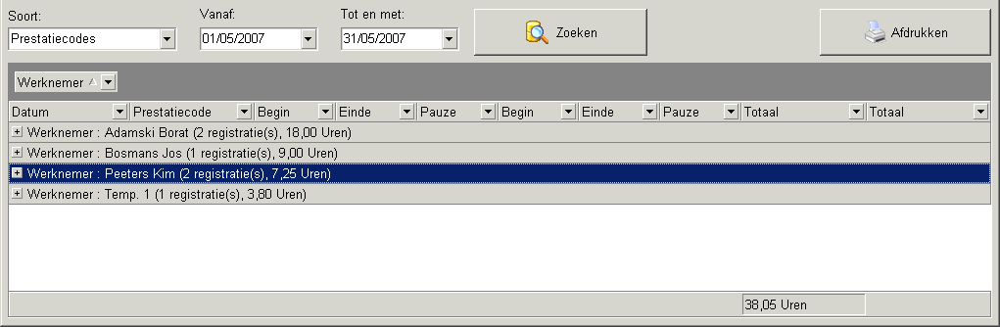 Soort: Vanaf: Tot en met:
Prestatiecodes 01/05/2007 31/05/2007 Zoeken Afdrukken
Werknemer
Datum Prestatiecode Begin Einde Pauze Begin Einde Pauze Totaal Totaal
Werknemer : Adamski Borat (2 registratie(s), 18,00 Uren)
Werknemer : Bosmans Jos (1 registratie(s), 9,00 Uren)
Werknemer : Peeters Kim (2 registratie(s), 7,25 Uren)
Werknemer : Temp. 1 (1 registratie(s), 3,80 Uren)
38,05 Uren